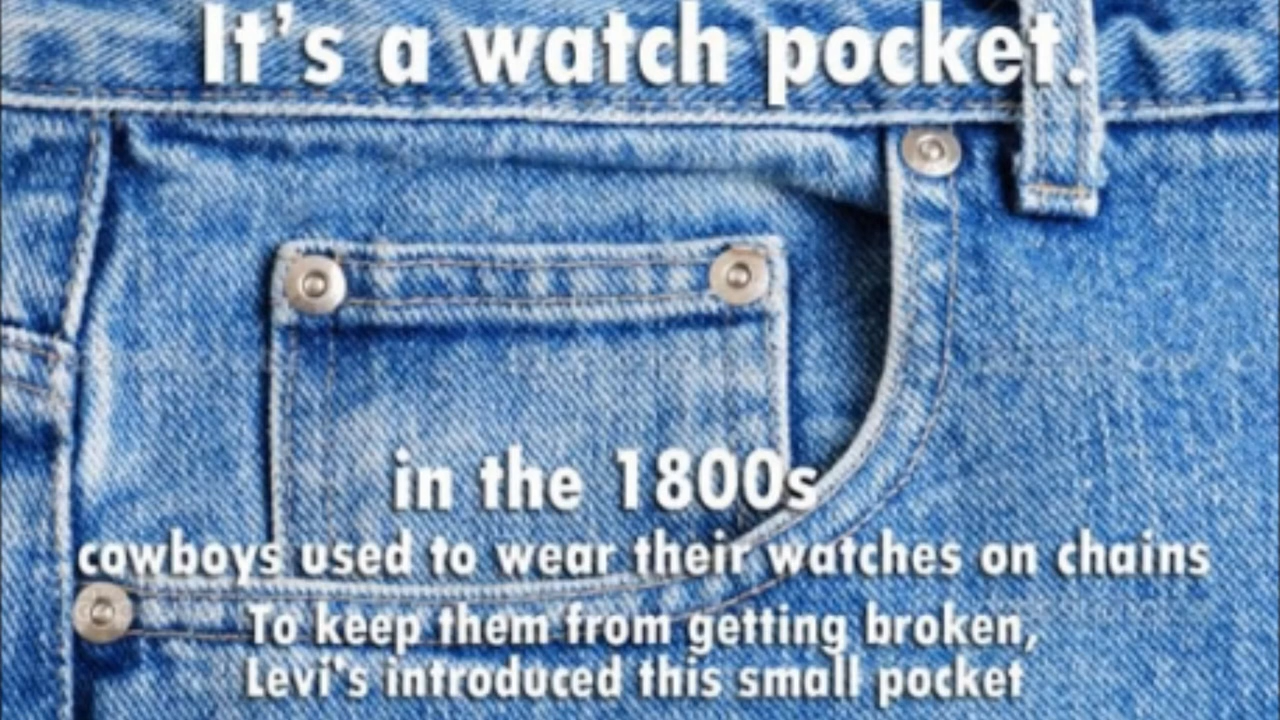 It's a watch pocket.
in the 1800s
cowboys used to wear their watches on chains
To keep them from getting broken,
Levi's introduced this small pocket